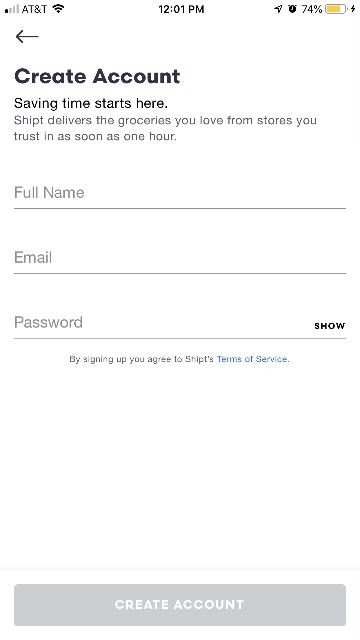 AT&T 12:01 PM 74%
Create Account
Saving time starts here.
Shipt delivers the groceries you love from stores you
trust in as soon as one hour.
Full Name
Email
Password SHOW
By signing up you agree to Shipt's Terms of Service.
CREATE ACCOUNT